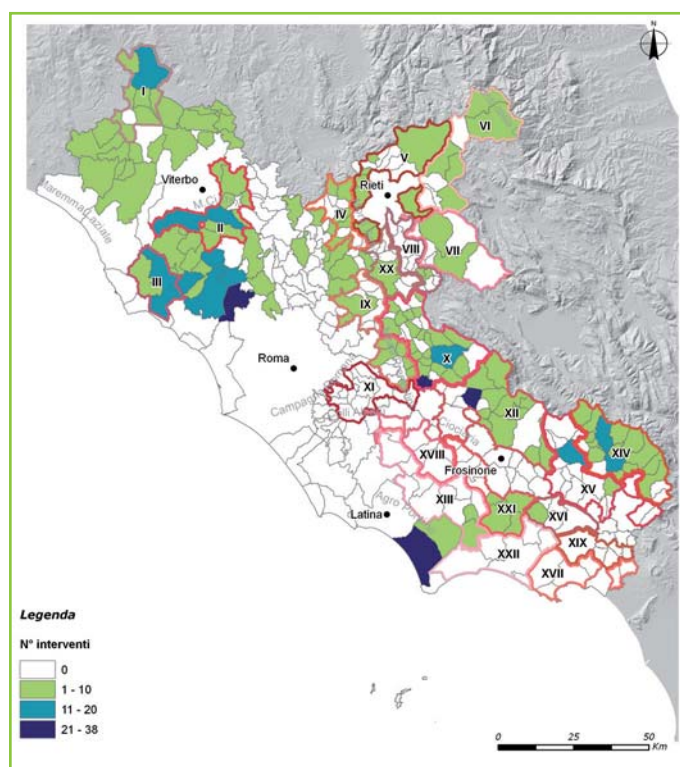 N
I
VI
V
Viterbo
Rieti
Maremma Laziale
IV
II
VIII
VII
XX
III
IX
Roma
X
XI
XII
Ciociaria
XIV
XVIII
Frosinone
XV
XIII
XXI
XVI
Latina
XIX
XXII
XVII
Legenda
N° interventi
0
1 - 10
11 - 20
21 - 38
0 25 50
Km